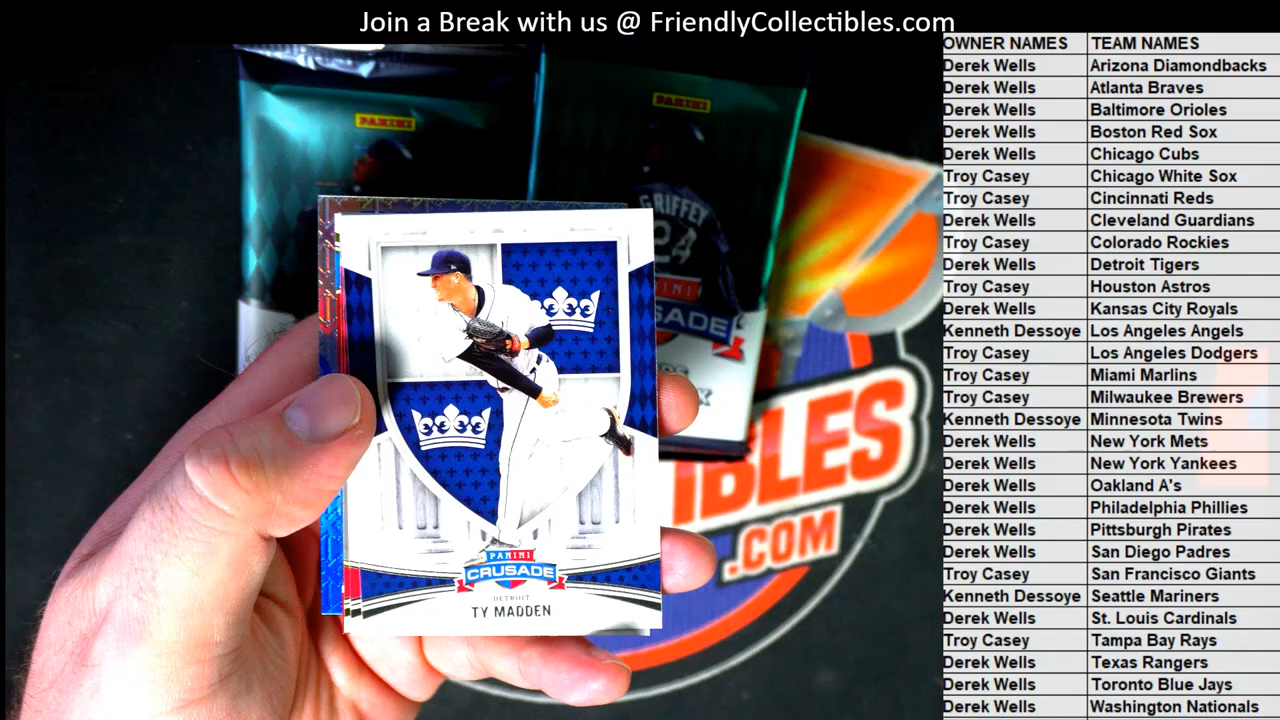 Join a Break with us @ FriendlyCollectibles.com
OWNER NAMES TEAM NAMES
Derek Wells Arizona Diamondbacks
Derek Wells Atlanta Braves
Derek Wells Baltimore Orioles
Derek Wells Boston Red Sox
Derek Wells Chicago Cubs
Troy Casey Chicago White Sox
Troy Casey Cincinnati Reds
Derek Wells Cleveland Guardians
Troy Casey Colorado Rockies
Derek Wells Detroit Tigers
Troy Casey Houston Astros
Derek Wells Kansas City Royals
Kenneth Dessoye Los Angeles Angels
Troy Casey Los Angeles Dodgers
Troy Casey Miami Marlins
Troy Casey Milwaukee Brewers
Kenneth Dessoye Minnesota Twins
Derek Wells New York Mets
Derek Wells New York Yankees
Derek Wells Oakland A's
Derek Wells Philadelphia Phillies
Derek Wells Pittsburgh Pirates
Derek Wells San Diego Padres
Troy Casey San Francisco Giants
Kenneth Dessoye Seattle Mariners
Derek Wells St. Louis Cardinals
Troy Casey Tampa Bay Rays
Derek Wells Texas Rangers
Derek Wells Toronto Blue Jays
Derek Wells Washington Nationals
PANINI
PANINI
GRIFFEY
24
PANINI
USADE
IBLES
.COM
PANINI
CRUSADE
DETROIT
TY MADDEN